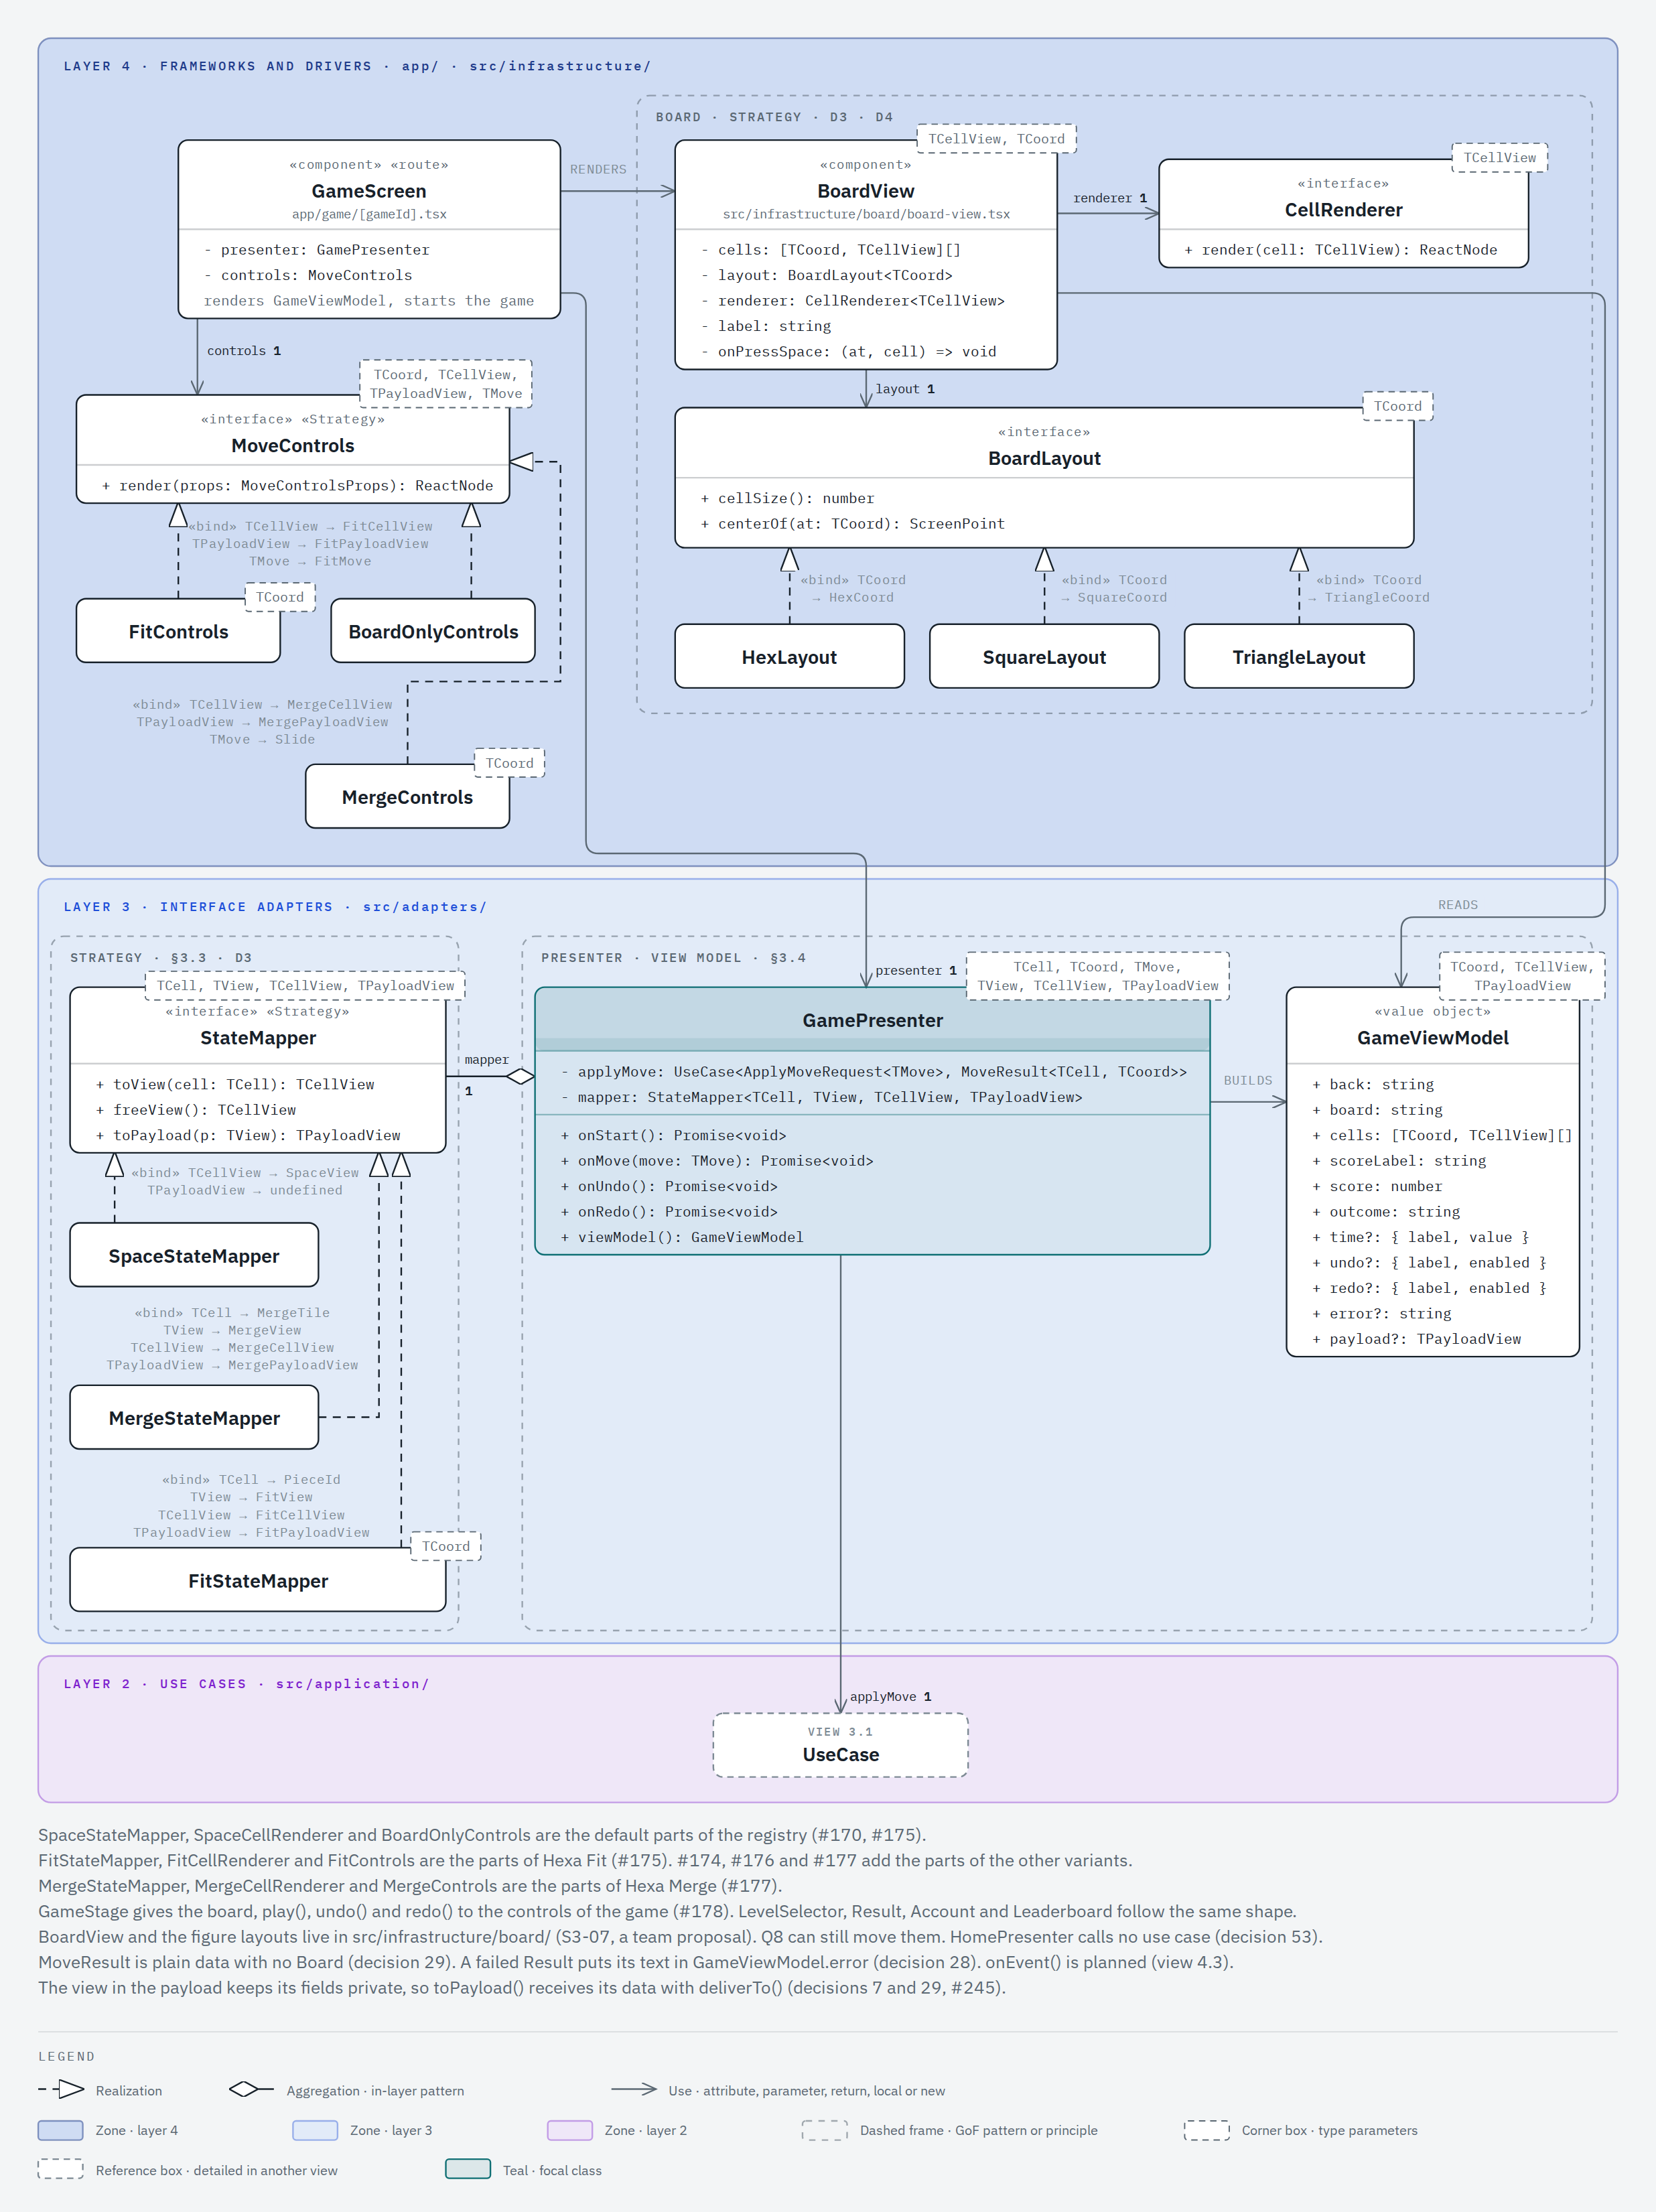 LAYER 4 · FRAMEWORKS AND DRIVERS · app/ · src/infrastructure/
BOARD · STRATEGY · D3 · D4
«component» «route»
GameScreen
app/game/[gameId].tsx
- presenter: GamePresenter
- controls: MoveControls
renders GameViewModel, starts the game
RENDERS
TCellView, TCoord
«component»
BoardView
src/infrastructure/board/board-view.tsx
- cells: [TCoord, TCellView][]
- layout: BoardLayout<TCoord>
- renderer: CellRenderer<TCellView>
- label: string
- onPressSpace: (at, cell) => void
renderer 1
TCellView
«interface»
CellRenderer
+ render(cell: TCellView): ReactNode
controls 1
TCoord, TCellView,
TPayloadView, TMove
«interface» «Strategy»
MoveControls
+ render(props: MoveControlsProps): ReactNode
layout 1
TCoord
«interface»
BoardLayout
+ cellSize(): number
+ centerOf(at: TCoord): ScreenPoint
«bind» TCellView → FitCellView
TPayloadView → FitPayloadView
TMove → FitMove
TCoord
FitControls
BoardOnlyControls
«bind» TCoord
→ HexCoord
«bind» TCoord
→ SquareCoord
«bind» TCoord
→ TriangleCoord
HexLayout
SquareLayout
TriangleLayout
«bind» TCellView → MergeCellView
TPayloadView → MergePayloadView
TMove → Slide
TCoord
MergeControls
LAYER 3 · INTERFACE ADAPTERS · src/adapters/
READS
STRATEGY · §3.3 · D3
TCell, TView, TCellView, TPayloadView
«interface» «Strategy»
StateMapper
+ toView(cell: TCell): TCellView
+ freeView(): TCellView
+ toPayload(p: TView): TPayloadView
mapper
1
PRESENTER · VIEW MODEL · §3.4
presenter 1
TCell, TCoord, TMove,
TView, TCellView, TPayloadView
GamePresenter
- applyMove: UseCase<ApplyMoveRequest<TMove>, MoveResult<TCell, TCoord>>
- mapper: StateMapper<TCell, TView, TCellView, TPayloadView>
+ onStart(): Promise<void>
+ onMove(move: TMove): Promise<void>
+ onUndo(): Promise<void>
+ onRedo(): Promise<void>
+ viewModel(): GameViewModel
BUILDS
TCoord, TCellView,
TPayloadView
«value object»
GameViewModel
+ back: string
+ board: string
+ cells: [TCoord, TCellView][]
+ scoreLabel: string
+ score: number
+ outcome: string
+ time?: { label, value }
+ undo?: { label, enabled }
+ redo?: { label, enabled }
+ error?: string
+ payload?: TPayloadView
«bind» TCellView → SpaceView
TPayloadView → undefined
SpaceStateMapper
«bind» TCell → MergeTile
TView → MergeView
TCellView → MergeCellView
TPayloadView → MergePayloadView
MergeStateMapper
«bind» TCell → PieceId
TView → FitView
TCellView → FitCellView
TPayloadView → FitPayloadView
TCoord
FitStateMapper
LAYER 2 · USE CASES · src/application/
applyMove 1
VIEW 3.1
UseCase
SpaceStateMapper, SpaceCellRenderer and BoardOnlyControls are the default parts of the registry (#170, #175).
FitStateMapper, FitCellRenderer and FitControls are the parts of Hexa Fit (#175). #174, #176 and #177 add the parts of the other variants.
MergeStateMapper, MergeCellRenderer and MergeControls are the parts of Hexa Merge (#177).
GameStage gives the board, play(), undo() and redo() to the controls of the game (#178). LevelSelector, Result, Account and Leaderboard follow the same shape.
BoardView and the figure layouts live in src/infrastructure/board/ (S3-07, a team proposal). Q8 can still move them. HomePresenter calls no use case (decision 53).
MoveResult is plain data with no Board (decision 29). A failed Result puts its text in GameViewModel.error (decision 28). onEvent() is planned (view 4.3).
The view in the payload keeps its fields private, so toPayload() receives its data with deliverTo() (decisions 7 and 29, #245).
LEGEND
Realization
Aggregation · in-layer pattern
Use · attribute, parameter, return, local or new
Zone · layer 4
Zone · layer 3
Zone · layer 2
Dashed frame · GoF pattern or principle
Corner box · type parameters
Reference box · detailed in another view
Teal · focal class